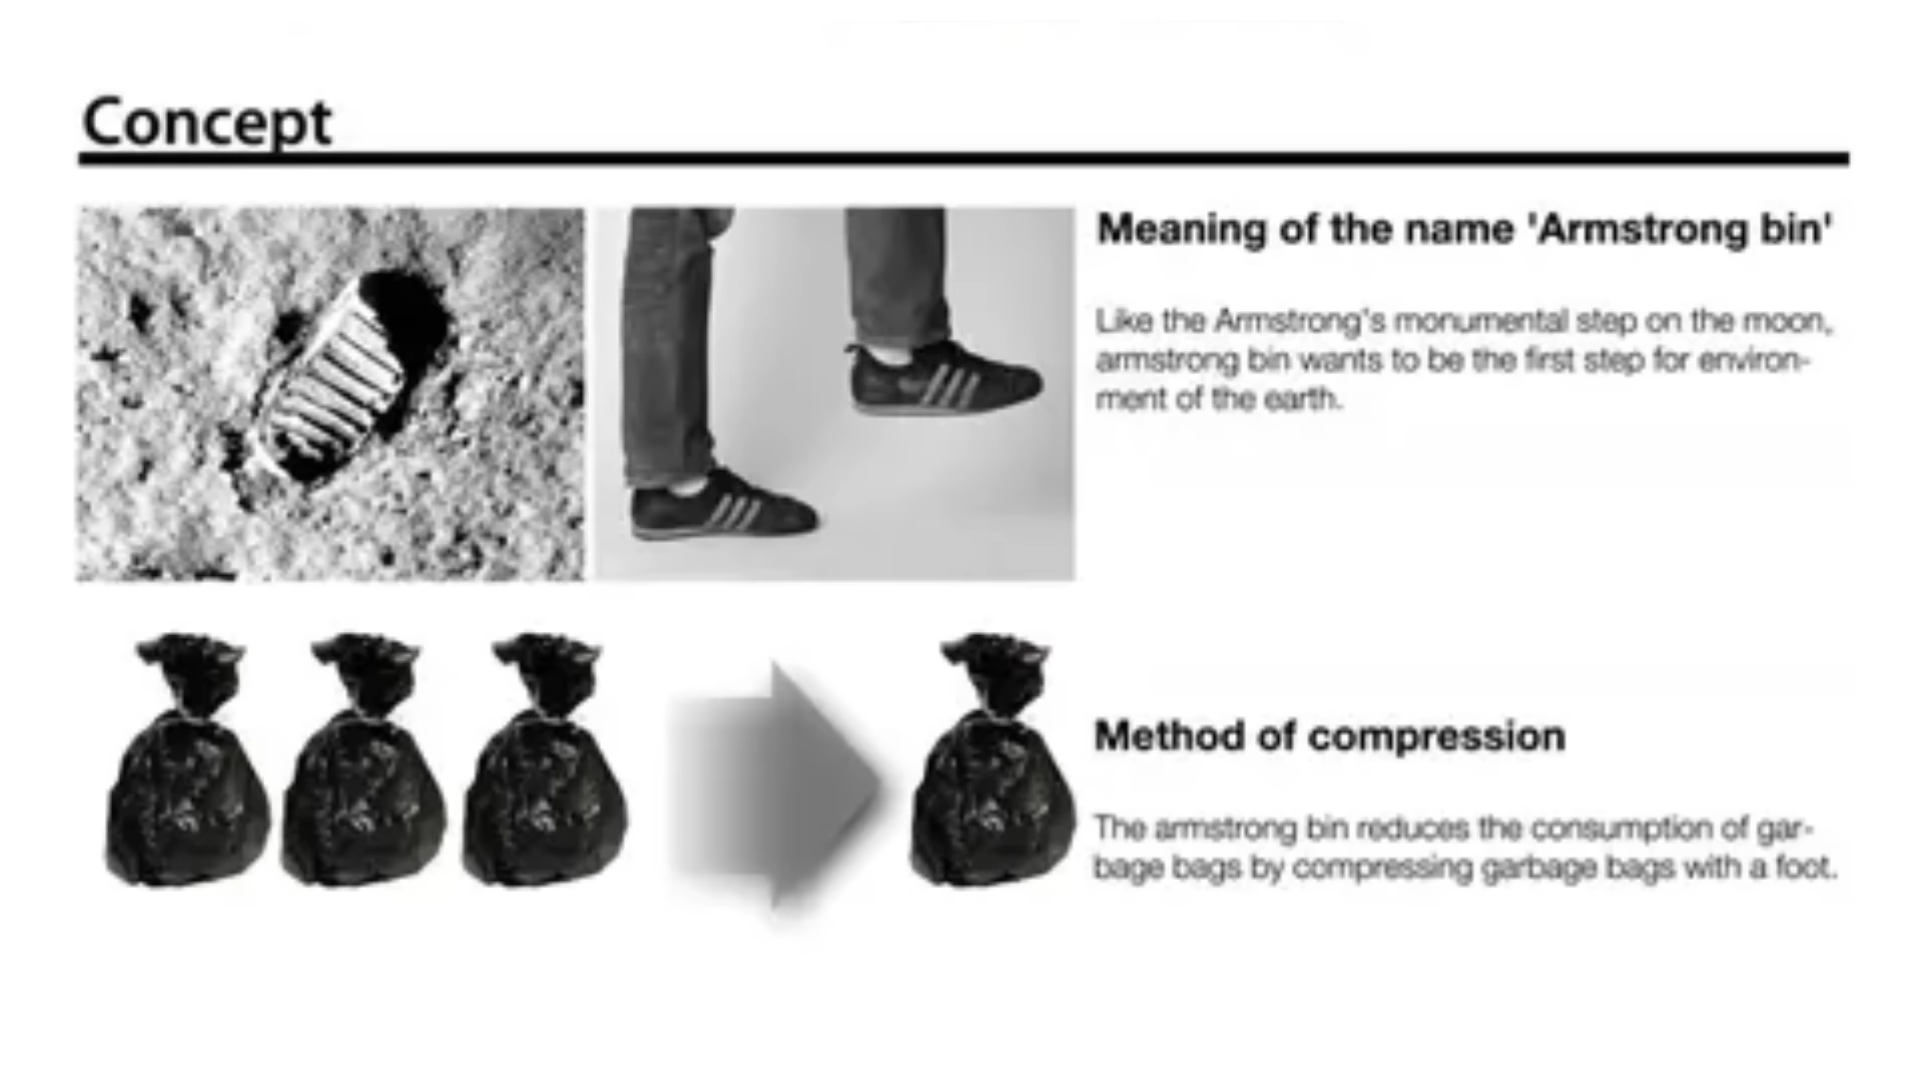 Concept
Meaning of the name 'Armstrong bin'
Like the Armstrong's monumental step on the moon,
armstrong bin wants to be the first step for environ-
ment of the earth.
Method of compression
The armstrong bin reduces the consumption of gar-
bage bags by compressing garbage bags with a foot.